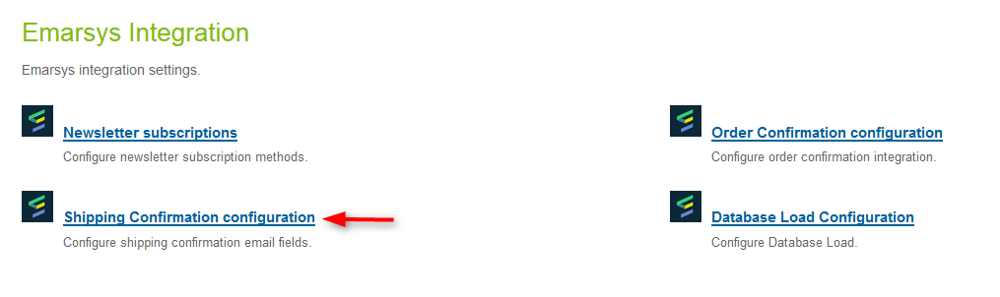 Emarsys Integration
Emarsys integration settings.
Newsletter subscriptions
Configure newsletter subscription methods.
Order Confirmation configuration
Configure order confirmation integration.
Shipping Confirmation configuration
Configure shipping confirmation email fields.
Database Load Configuration
Configure Database Load.